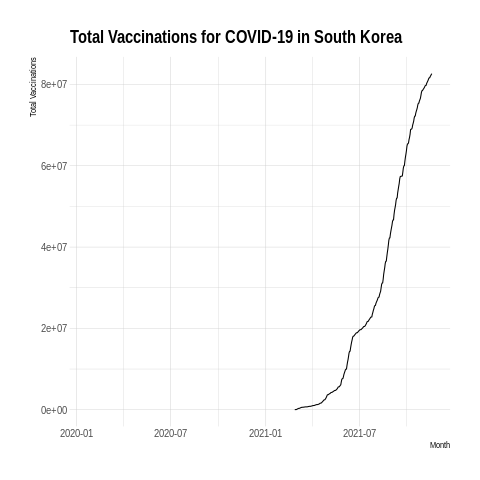 Total Vaccinations for COVID-19 in South Korea
Total Vaccinations
8e+07
6e+07
4e+07
2e+07
0e+00
2020-01 2020-07 2021-01 2021-07
Month